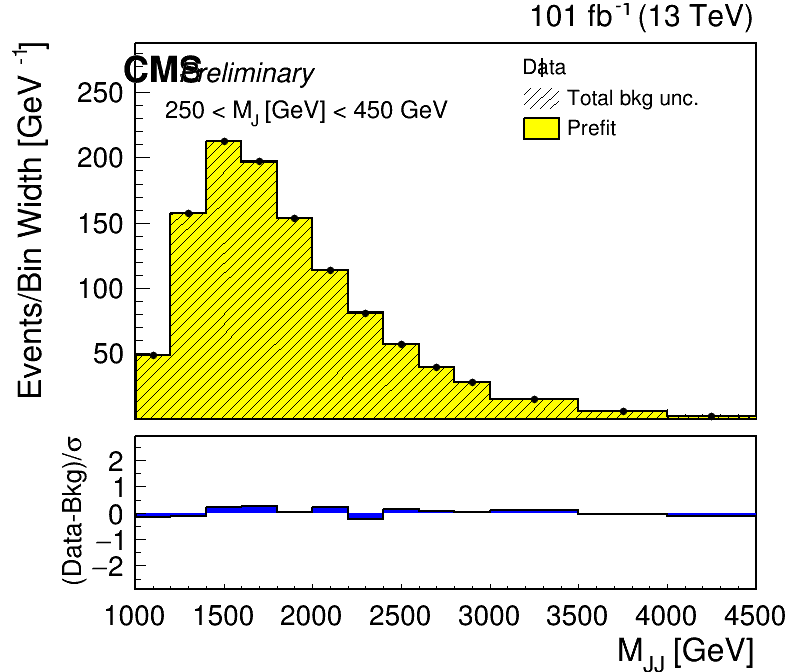 101 fb-1 (13 TeV)
CMS Preliminary
250 < MJ [GeV] < 450 GeV
Data
Total bkg unc.
Prefit
Events/Bin Width [GeV-1]
250
200
150
100
50
(Data-Bkg)/σ
2
1
0
−1
−2
1000 1500 2000 2500 3000 3500 4000 4500
MJJ [GeV]